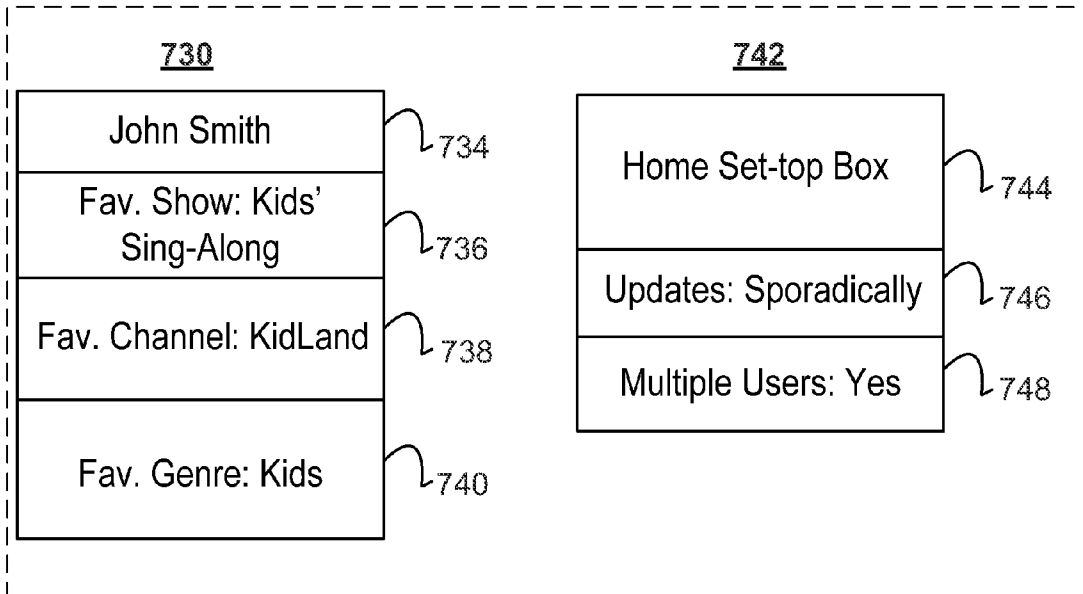 730
John Smith
734
Fav. Show: Kids’
Sing-Along
736
Fav. Channel: KidLand
738
Fav. Genre: Kids
740
742
Home Set-top Box
744
Updates: Sporadically
746
Multiple Users: Yes
748